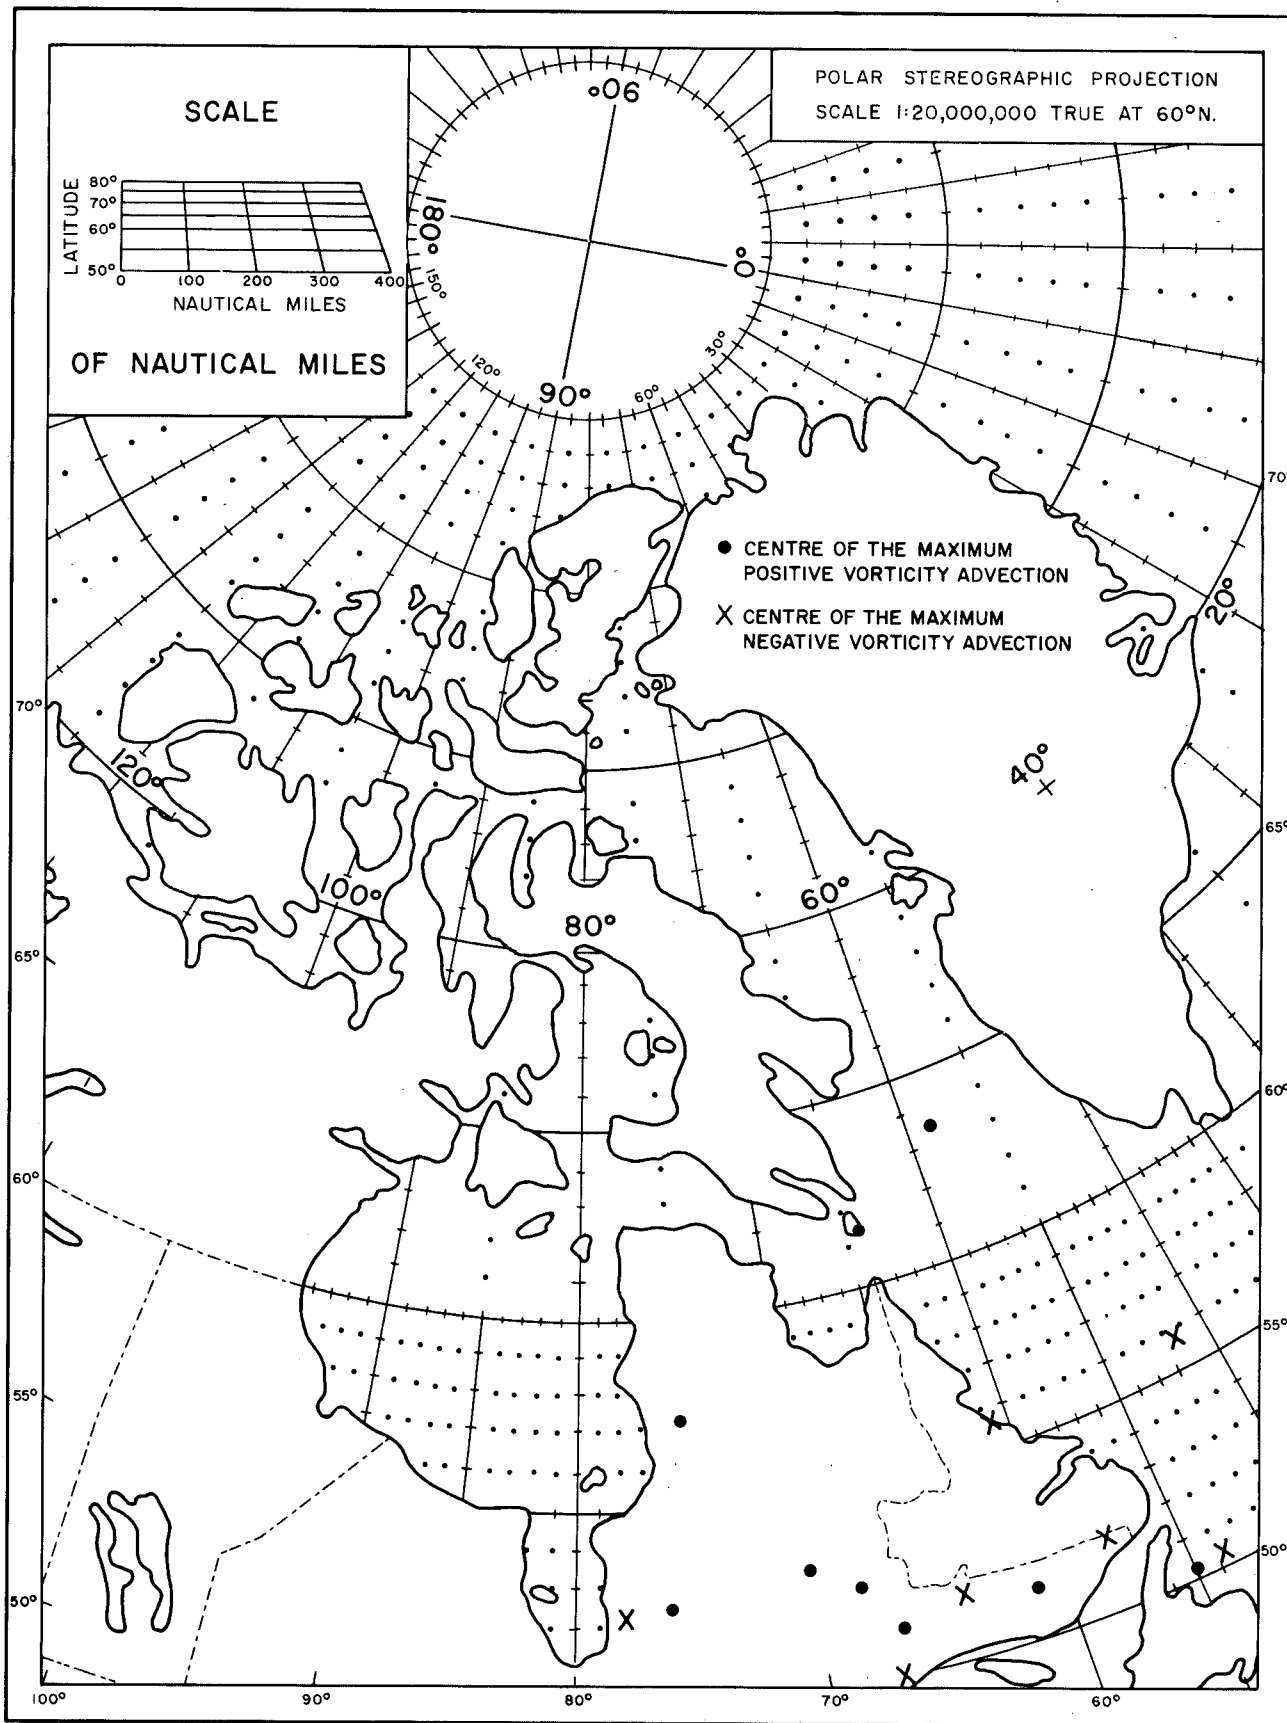 SCALE
80°
70°
60°
50°
LATITUDE
0 100 200 300 400
NAUTICAL MILES
OF NAUTICAL MILES
POLAR STEREOGRAPHIC PROJECTION
SCALE 1:20,000,000 TRUE AT 60°N.
90°
180°
0°
150°
120°
90°
60°
30°
● CENTRE OF THE MAXIMUM
POSITIVE VORTICITY ADVECTION
X CENTRE OF THE MAXIMUM
NEGATIVE VORTICITY ADVECTION
70°
20°
70°
120°
40°
65°
100°
60°
80°
65°
60°
60°
55°
55°
50°
50°
100° 90° 80° 70° 60°